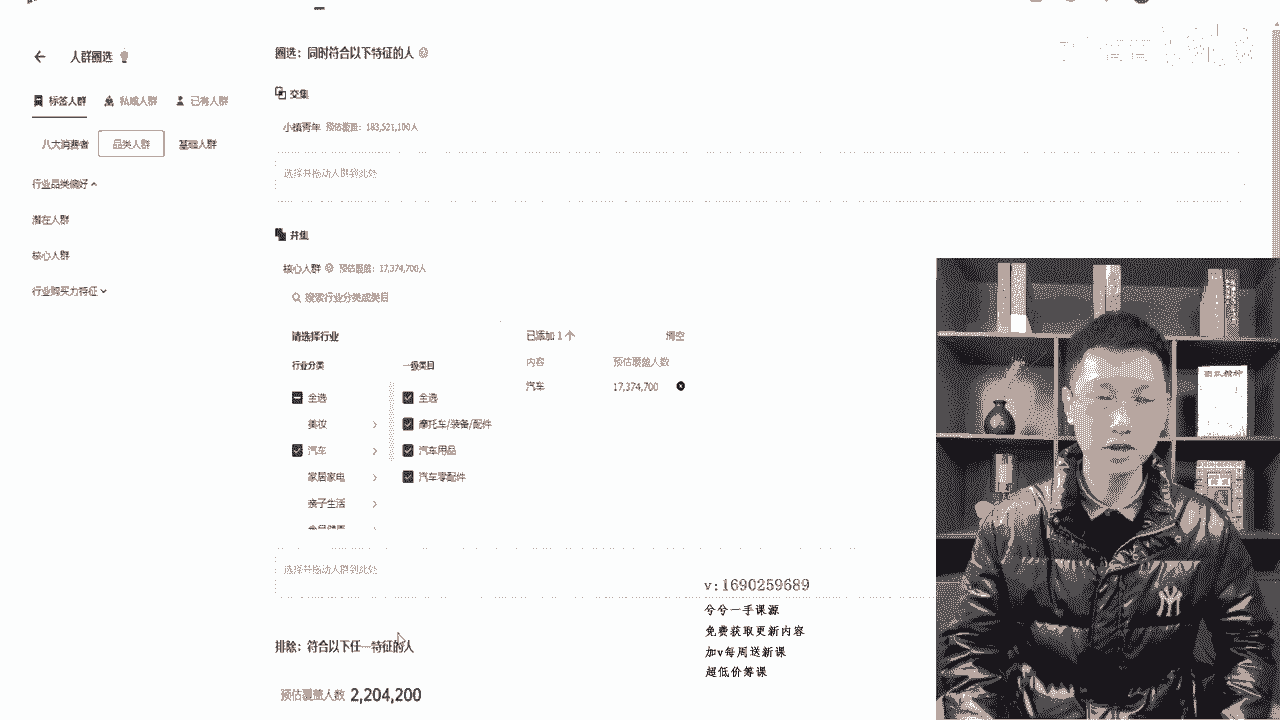 人群圈选
标签人群 私域人群 已有人群
八大消费者 品类人群 基础人群
行业品类偏好
潜在人群
核心人群
行业购买力特征
圈选：同时符合以下特征的人
交集
小镇青年 预估覆盖：183,521,100人
选择并拖动人群到此处
并集
核心人群 预估覆盖：17,374,700人
搜索行业分类或类目
请选择行业
行业分类 一级类目
全选 全选
美妆 摩托车/装备/配件
汽车 汽车用品
家居家电 汽车零配件
亲子生活
已添加 1 个 清空
内容 预估覆盖人数
汽车 17,374,700
选择并拖动人群到此处
排除：符合以下任一特征的人
预估覆盖人数 2,204,200
v:1690259689
兮兮一手课源
免费获取更新内容
加v每周送新课
超低价筹课